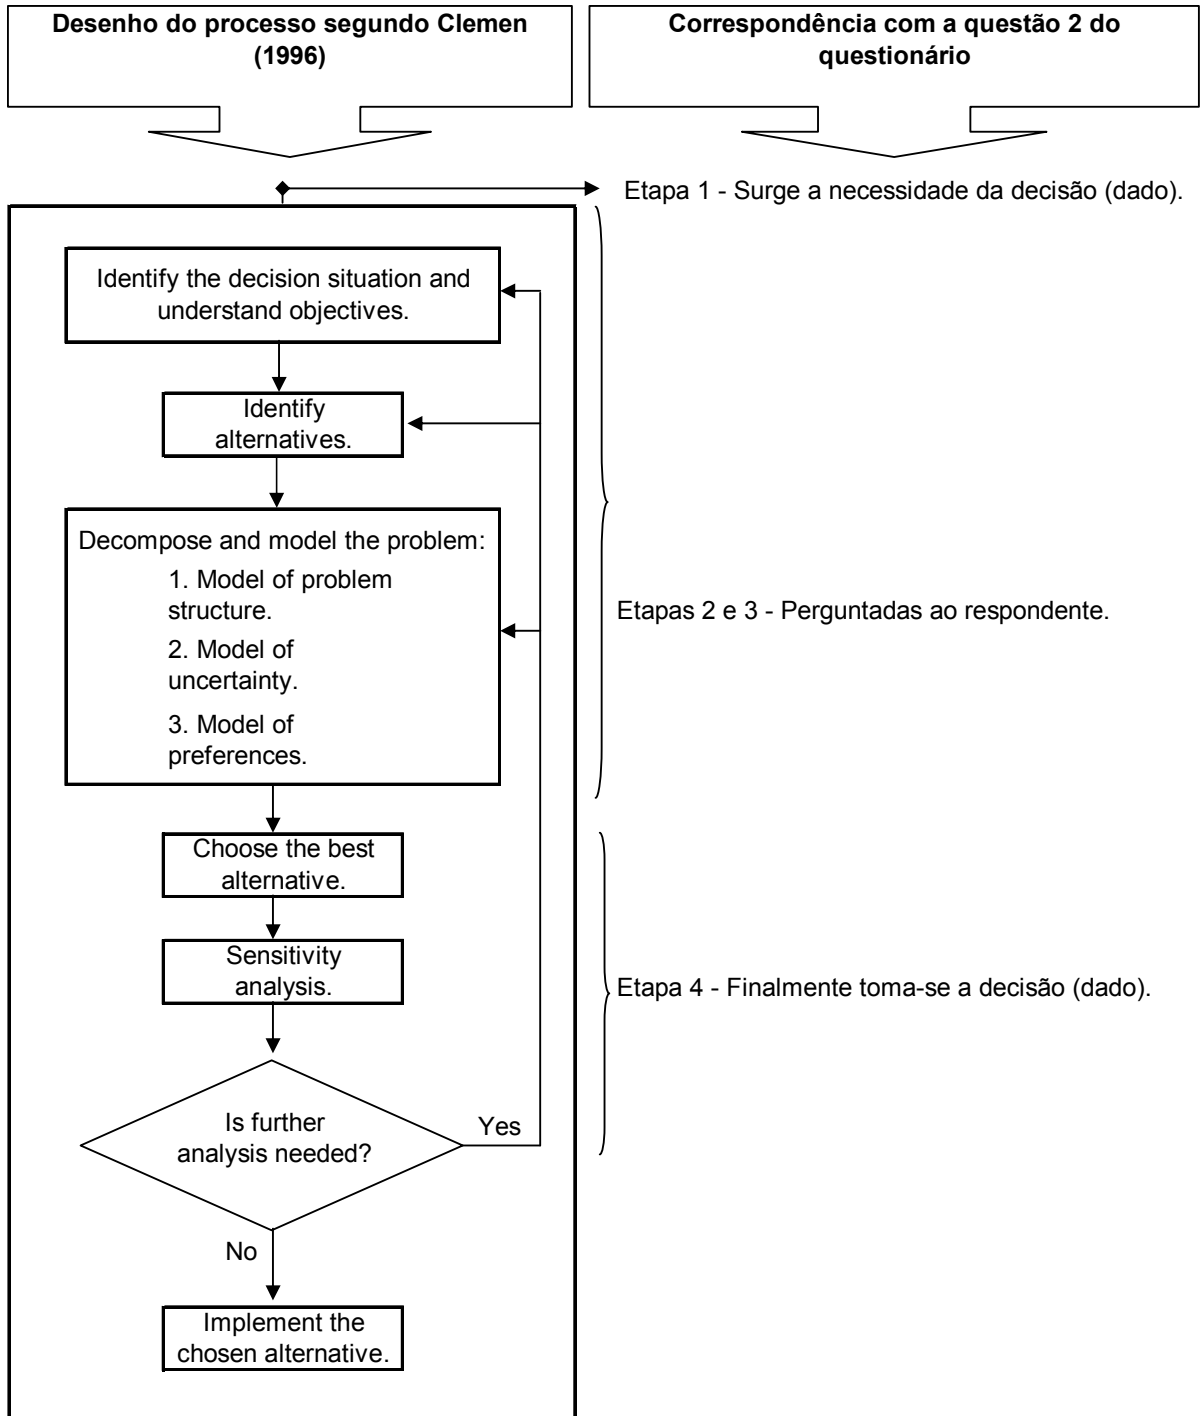 Desenho do processo segundo Clemen
(1996)
Correspondência com a questão 2 do
questionário
Etapa 1 - Surge a necessidade da decisão (dado).
Identify the decision situation and
understand objectives.
Identify
alternatives.
Decompose and model the problem:
1. Model of problem
structure.
2. Model of
uncertainty.
3. Model of
preferences.
Etapas 2 e 3 - Perguntadas ao respondente.
Choose the best
alternative.
Sensitivity
analysis.
Etapa 4 - Finalmente toma-se a decisão (dado).
Is further
analysis needed?
Yes
No
Implement the
chosen alternative.